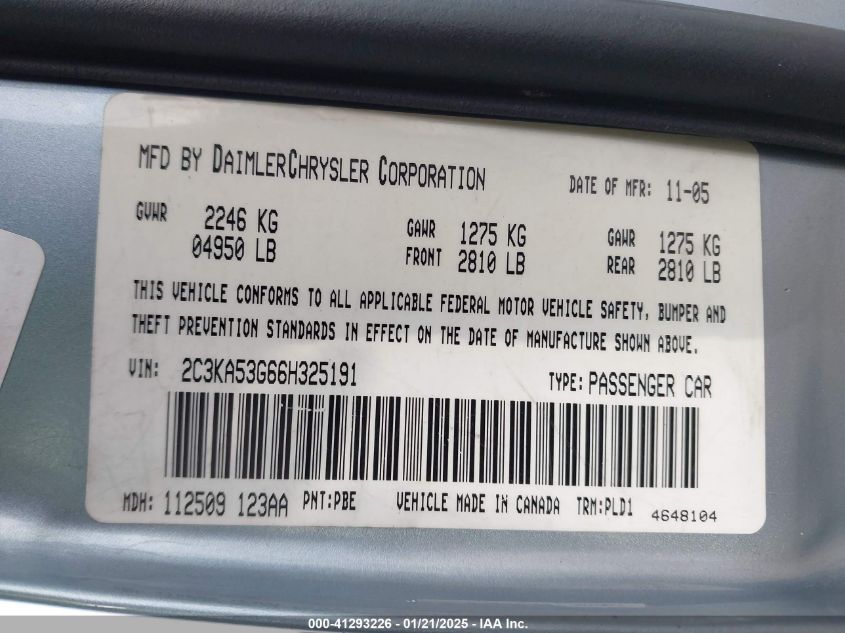 MFD BY DAIMLERCHRYSLER CORPORATION DATE OF MFR: 11-05
GVWR 2246 KG GAWR 1275 KG GAWR 1275 KG
04950 LB FRONT 2810 LB REAR 2810 LB
THIS VEHICLE CONFORMS TO ALL APPLICABLE FEDERAL MOTOR VEHICLE SAFETY, BUMPER AND
THEFT PREVENTION STANDARDS IN EFFECT ON THE DATE OF MANUFACTURE SHOWN ABOVE.
VIN: 2C3KA53G66H325191 TYPE: PASSENGER CAR
MDH: 112509 123AA PNT:PBE VEHICLE MADE IN CANADA TRM:PLD1 4648104
000-41293226 - 01/21/2025 - IAA Inc.